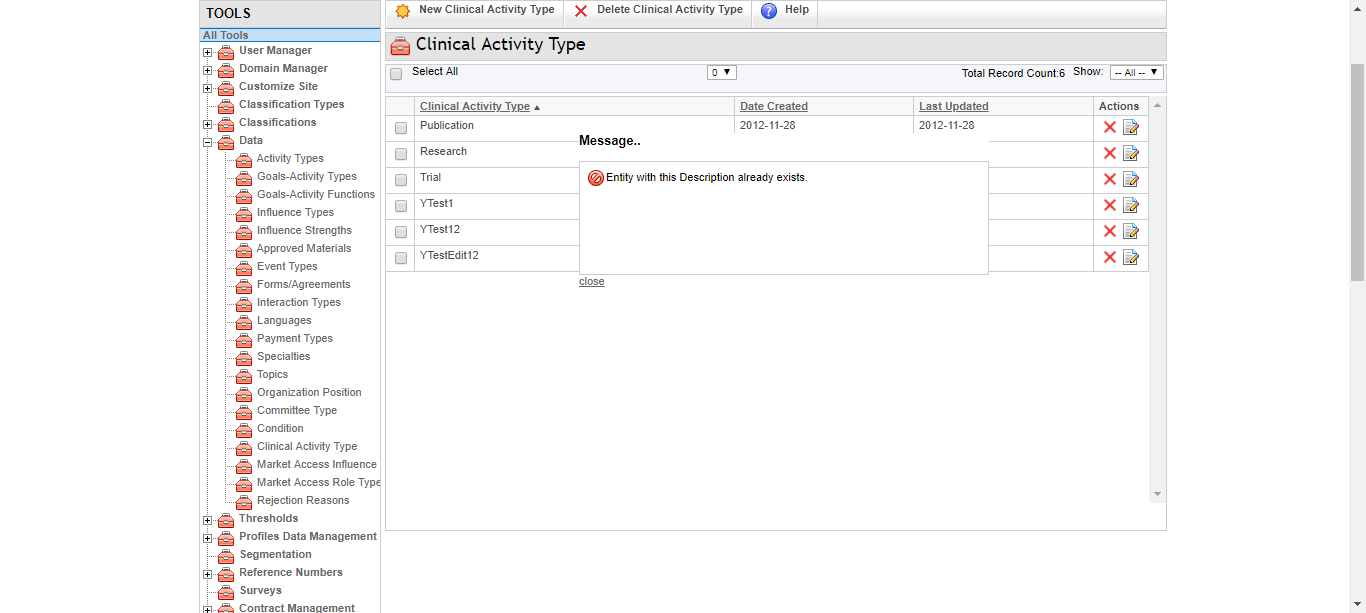 TOOLS
All Tools
User Manager
Domain Manager
Customize Site
Classification Types
Classifications
Data
Activity Types
Goals-Activity Types
Goals-Activity Functions
Influence Types
Influence Strengths
Approved Materials
Event Types
Forms/Agreements
Interaction Types
Languages
Payment Types
Specialties
Topics
Organization Position
Committee Type
Condition
Clinical Activity Type
Market Access Influence
Market Access Role Type
Rejection Reasons
Thresholds
Profiles Data Management
Segmentation
Reference Numbers
Surveys
Contract Management
New Clinical Activity Type Delete Clinical Activity Type ? Help
Clinical Activity Type
Select All 0 ▼ Total Record Count:6 Show: -- All -- ▼
Clinical Activity Type ▲ Date Created Last Updated Actions
Publication 2012-11-28 2012-11-28
Research
Trial
YTest1
YTest12
YTestEdit12
Message..
Entity with this Description already exists.
close